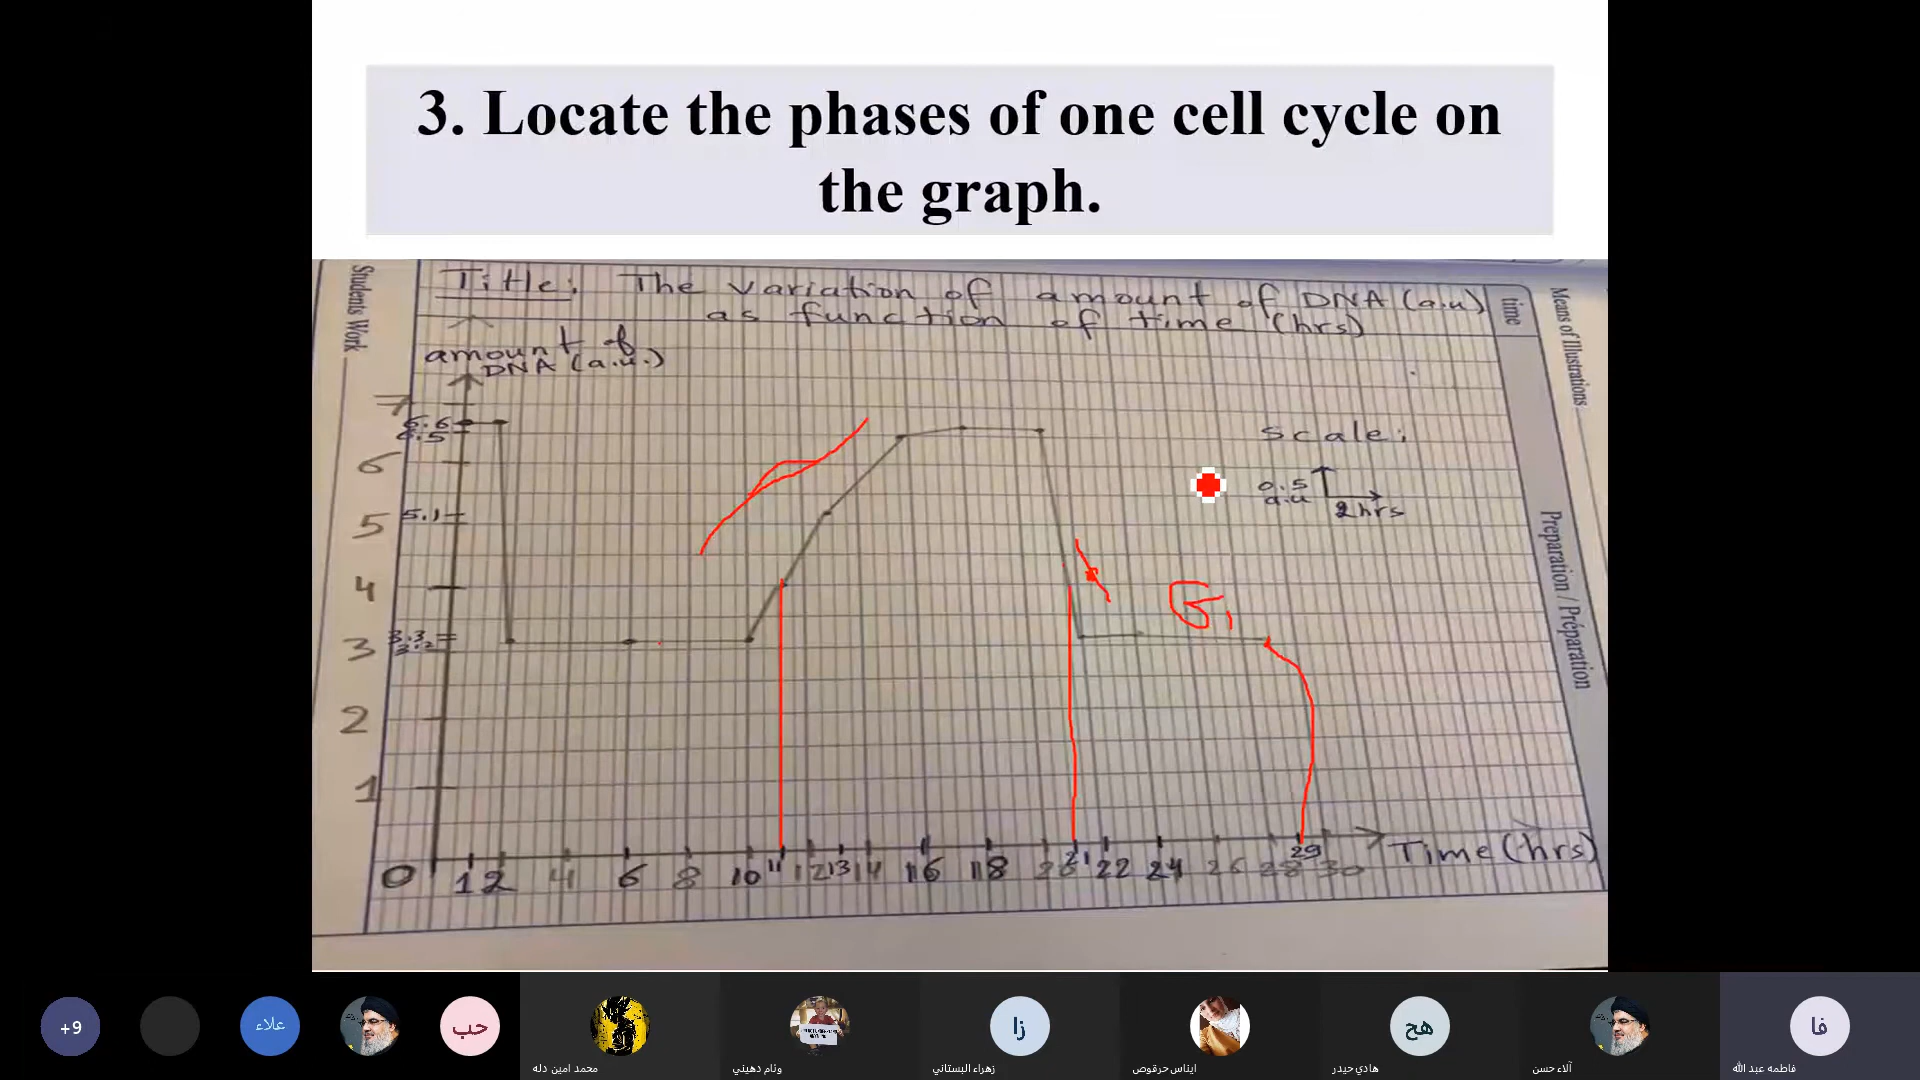 3. Locate the phases of one cell cycle on
the graph.
Students Work
Title: The variation of amount of DNA (a.u)
as function of time (hrs)
time
Means of Illustrations
Preparation / Préparation
amount of
DNA (a.u.)
7
6.6
6.5
6
5.1
5
4
3.3
3.2
3
2
1
Scale:
0.5
a.u
2hrs
G1
0 1 2 4 6 8 10 11 12 13 14 16 18 20 21 22 24 26 28 29 30 Time (hrs)
+9
علاء
حب
زا
هح
فا
محمد امين دله
وئام دهيني
زهراء البستاني
ايناس حرقوص
هادي حيدر
آلاء حسن
فاطمه عبد الله